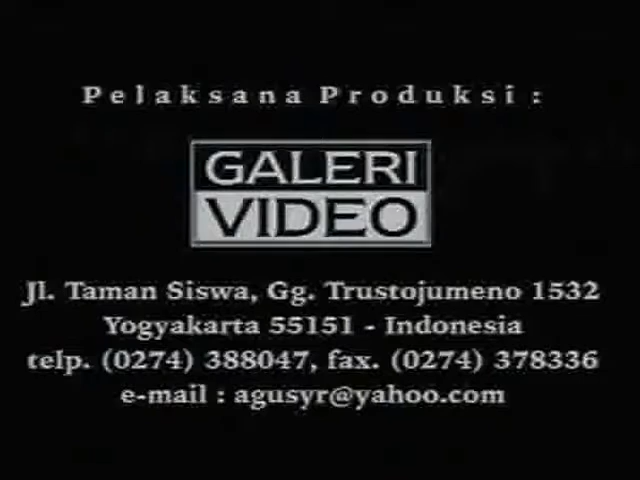 Pelaksana Produksi :
GALERI
VIDEO
Jl. Taman Siswa, Gg. Trustojumeno 1532
Yogyakarta 55151 - Indonesia
telp. (0274) 388047, fax. (0274) 378336
e-mail : agusyr@yahoo.com